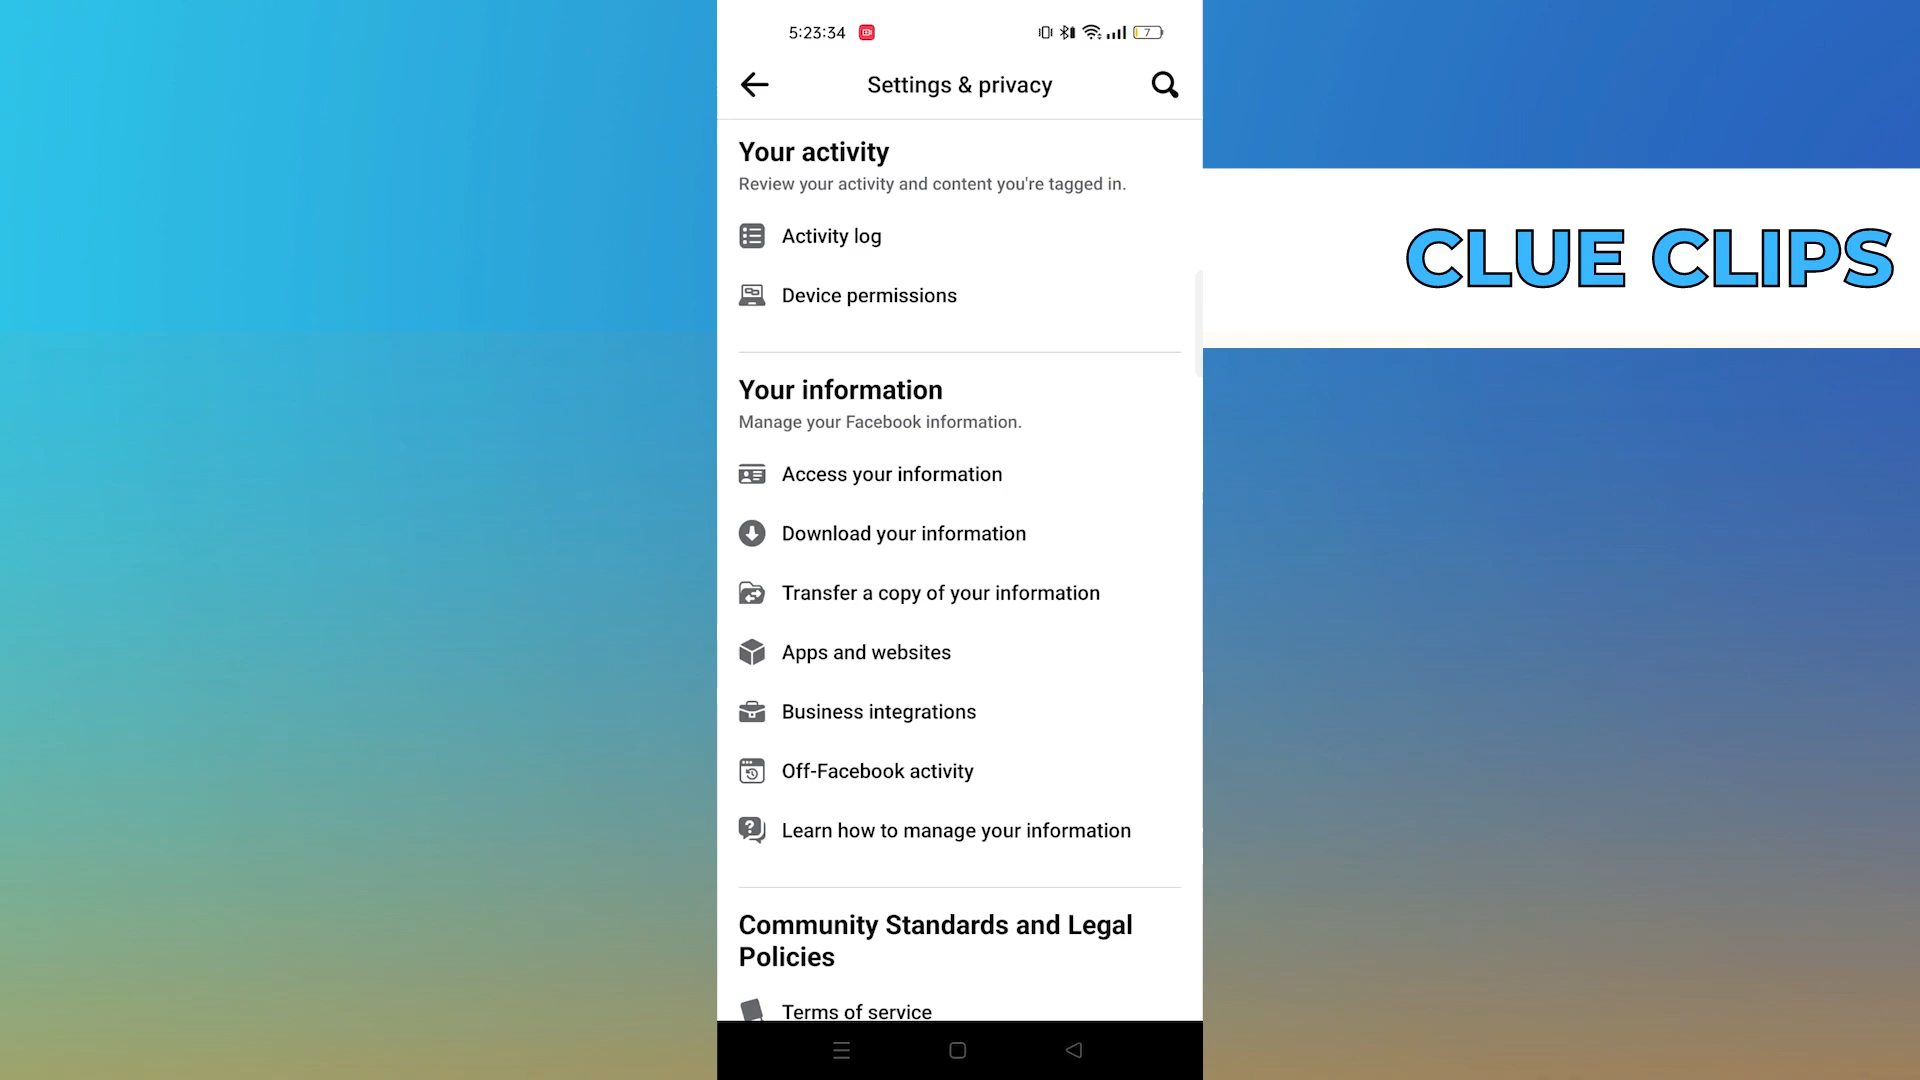 5:23:34
7
Settings & privacy
Your activity
Review your activity and content you're tagged in.
Activity log
Device permissions
CLUE CLIPS
Your information
Manage your Facebook information.
Access your information
Download your information
Transfer a copy of your information
Apps and websites
Business integrations
Off-Facebook activity
Learn how to manage your information
Community Standards and Legal
Policies
Terms of service